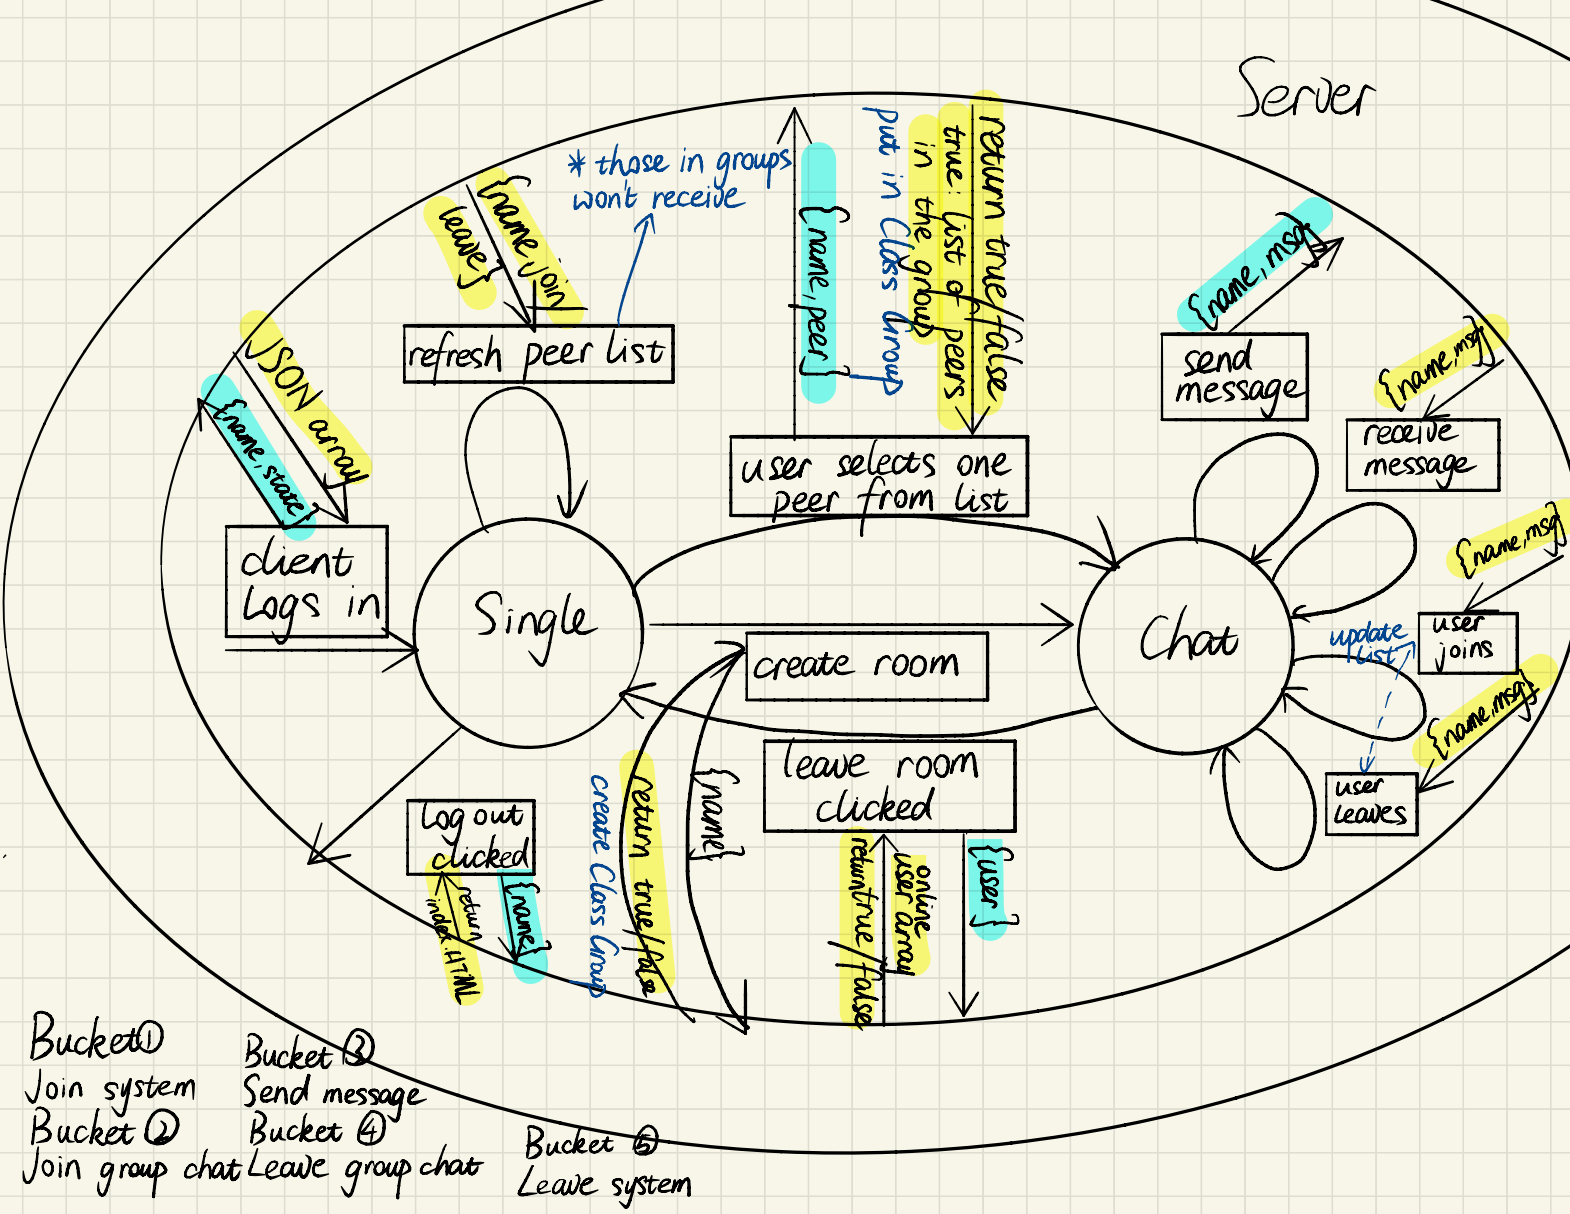 Server
* those in groups
won't receive
{name, join
leave}
refresh peer list
JSON array
{name, state}
client
Logs in
{name, peer}
put in Class Group
return true/false
true: list of peers
in the group
user selects one
peer from list
{name, msg}
send
message
{name, msg}
receive
message
{name, msg}
user
joins
update
list
{name, msg}
user
leaves
Single
Chat
create room
{name}
return true/false
create Class Group
leave room
clicked
{user}
online
user array
return true/false
Log out
clicked
{name}
return
index.HTML
Bucket ①
Join system
Bucket ②
Join group chat
Bucket ③
Send message
Bucket ④
Leave group chat
Bucket ⑤
Leave system